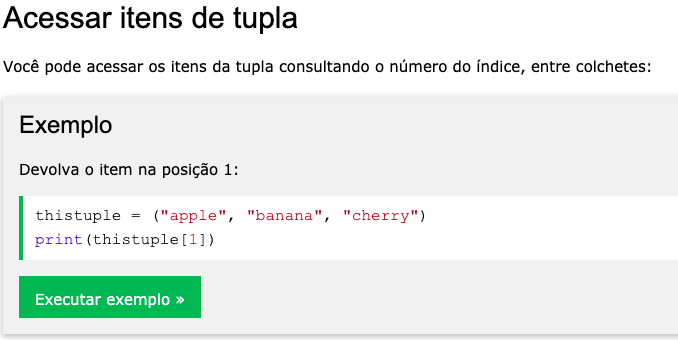 Acessar itens de tupla
Você pode acessar os itens da tupla consultando o número do índice, entre colchetes:
Exemplo
Devolva o item na posição 1:
thistuple = ("apple", "banana", "cherry")
print(thistuple[1])
Executar exemplo »